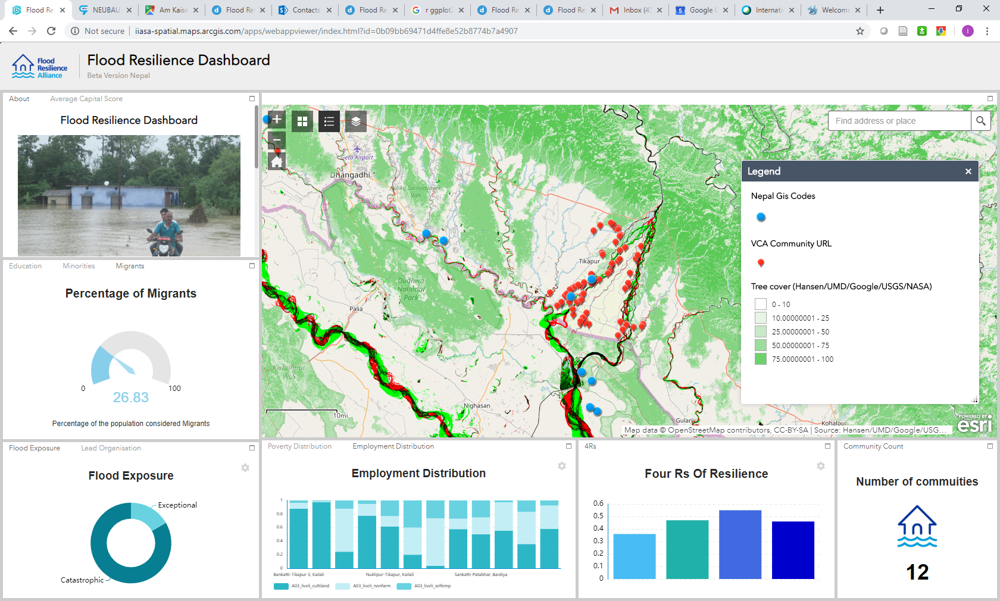 Flood Re
NEUBAU
Am Kaise
Flood Re
Contacts
Flood Re
r ggplot2
Flood Re
Flood Re
Inbox (4
Google C
Internati
Welcome
Not secure
iiasa-spatial.maps.arcgis.com/apps/webappviewer/index.html?id=0b09bb69471d4ffe8e52b8774b7a4907
Flood
Resilience
Alliance
Flood Resilience Dashboard
Beta Version Nepal
About
Average Capital Score
Flood Resilience Dashboard
Education
Minorities
Migrants
Percentage of Migrants
0
100
26.83
Percentage of the population considered Migrants
Flood Exposure
Lead Organisation
Flood Exposure
Exceptional
Catastrophic
Find address or place
Geta Airport
Dhangadhi
Kalika Samudyayek
Ban
Tikapur
Dudhwa
National
Park
Palia
Kishanpur
WLS
Nighasan
10mi
Gulariya
Kohalpur
Map data © OpenStreetMap contributors, CC-BY-SA | Source: Hansen/UMD/Google/USG...
POWERED BY
esri
Legend
Nepal Gis Codes
VCA Community URL
Tree cover (Hansen/UMD/Google/USGS/NASA)
0 - 10
10.00000001 - 25
25.00000001 - 50
50.00000001 - 75
75.00000001 - 100
Poverty Distribution
Employment Distribution
Employment Distribution
1
0.8
0.6
0.4
0.2
0
Bankatti-Tikapur 3, Kailali
Nuklipur-Tikapur, Kailali
Sankatti-Patabhar, Bardiya
A03_liveli_cultiland
A03_liveli_nonfarm
A03_liveli_selfemp
4Rs
Four Rs Of Resilience
0.6
0.5
0.4
0.3
0.2
0.1
0
Community Count
Number of commuities
12